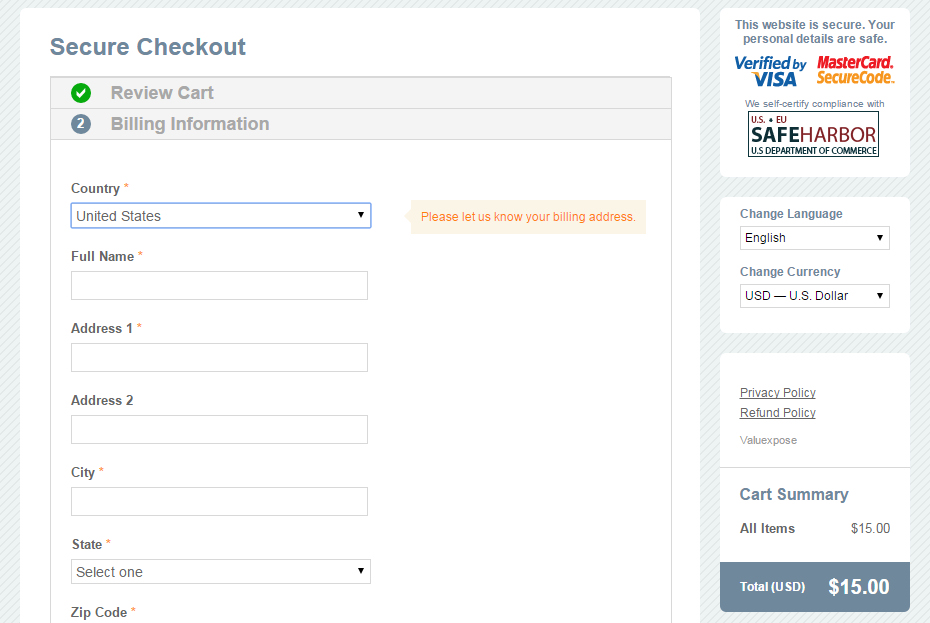 Secure Checkout
Review Cart
2 Billing Information
Country *
United States
Please let us know your billing address.
Full Name *
Address 1 *
Address 2
City *
State *
Select one
Zip Code *
This website is secure. Your
personal details are safe.
Verified by
VISA
MasterCard.
SecureCode.
We self-certify compliance with
U.S. • EU
SAFEHARBOR
U.S DEPARTMENT OF COMMERCE
Change Language
English
Change Currency
USD — U.S. Dollar
Privacy Policy
Refund Policy
Valuexpose
Cart Summary
All Items $15.00
Total (USD) $15.00